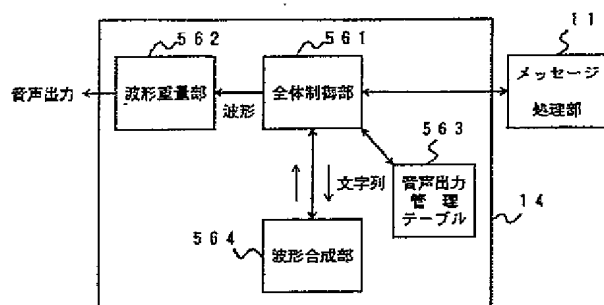 562
561
11
音声出力
波形重量部
波形
全体制御部
メッセージ
処理部
563
文字列
音声出力
管理
テーブル
14
564
波形合成部